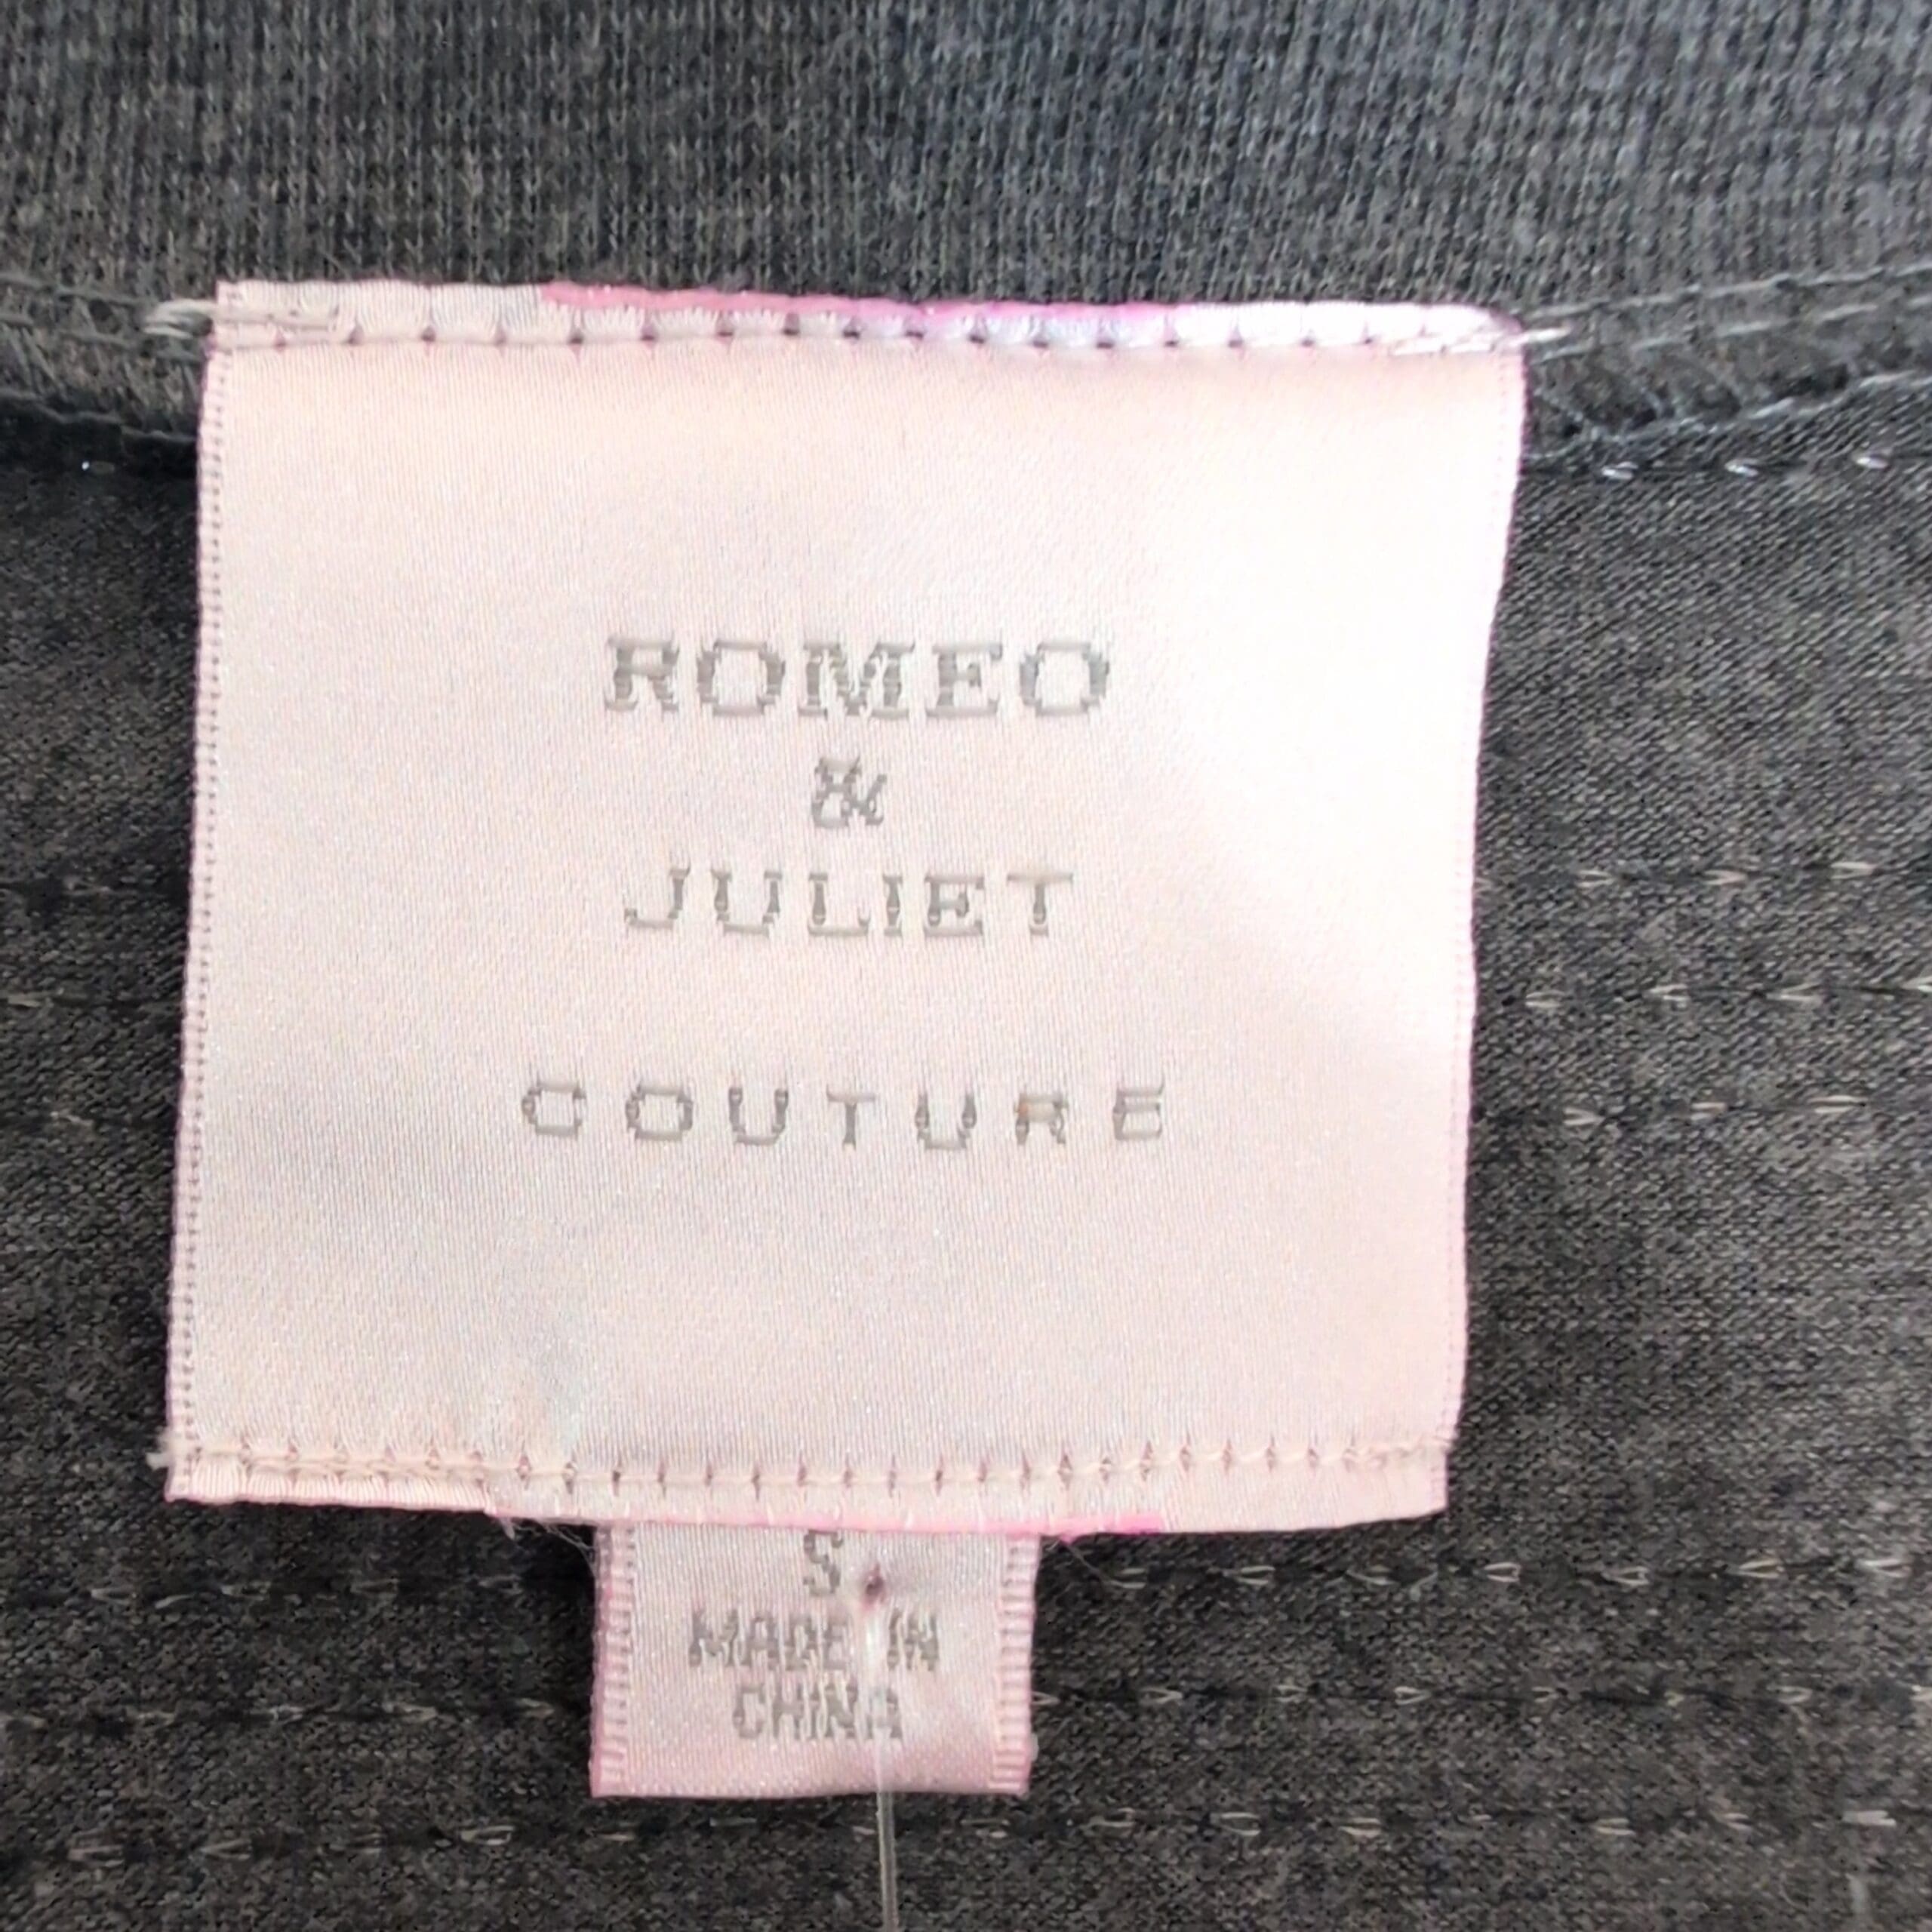 ROMEO
&
JULIET
COUTURE
S
MADE IN
CHINA